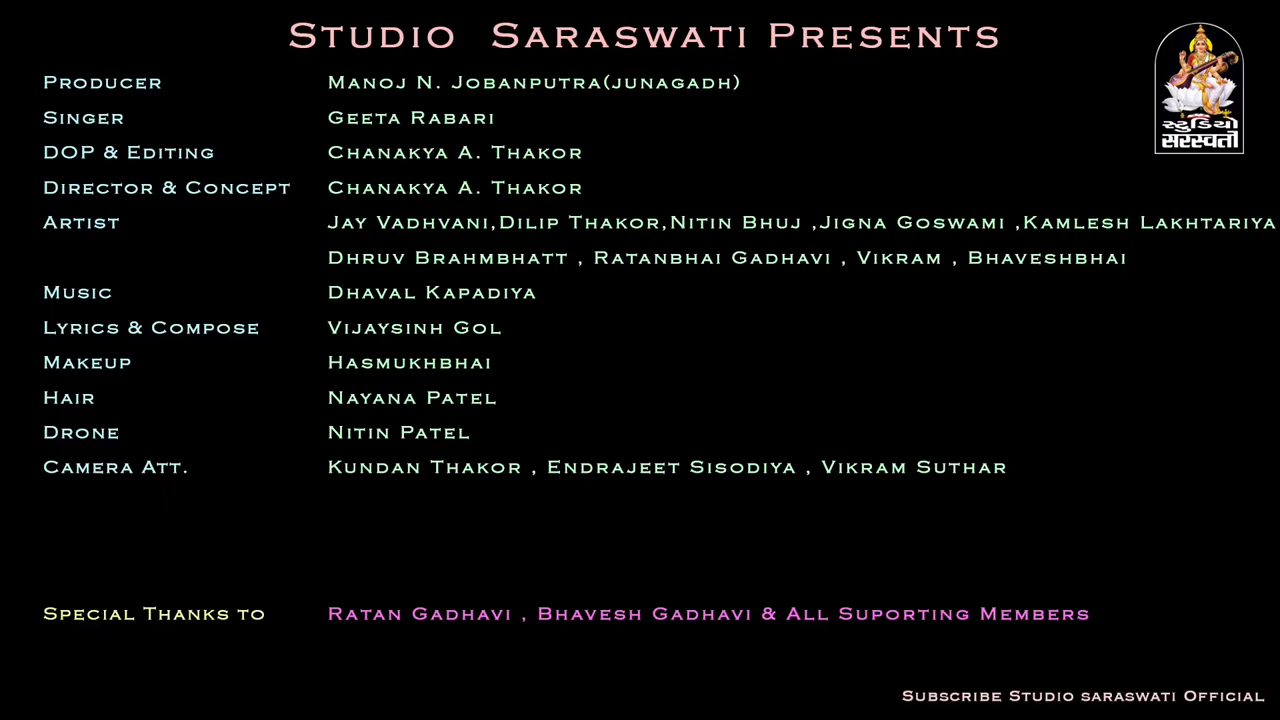 Studio Saraswati Presents
Producer Manoj N. Jobanputra(junagadh)
Singer Geeta Rabari
DOP & Editing Chanakya A. Thakor
Director & Concept Chanakya A. Thakor
Artist Jay Vadhvani,Dilip Thakor,Nitin Bhuj ,Jigna Goswami ,Kamlesh Lakhtariya
Dhruv Brahmbhatt , Ratanbhai Gadhavi , Vikram , Bhaveshbhai
Music Dhaval Kapadiya
Lyrics & Compose Vijaysinh Gol
Makeup Hasmukhbhai
Hair Nayana Patel
Drone Nitin Patel
Camera Att. Kundan Thakor , Endrajeet Sisodiya , Vikram Suthar
Special Thanks to Ratan Gadhavi , Bhavesh Gadhavi & All Suporting Members
Subscribe Studio saraswati Official
સ્ટુડિયો
सरस्वती